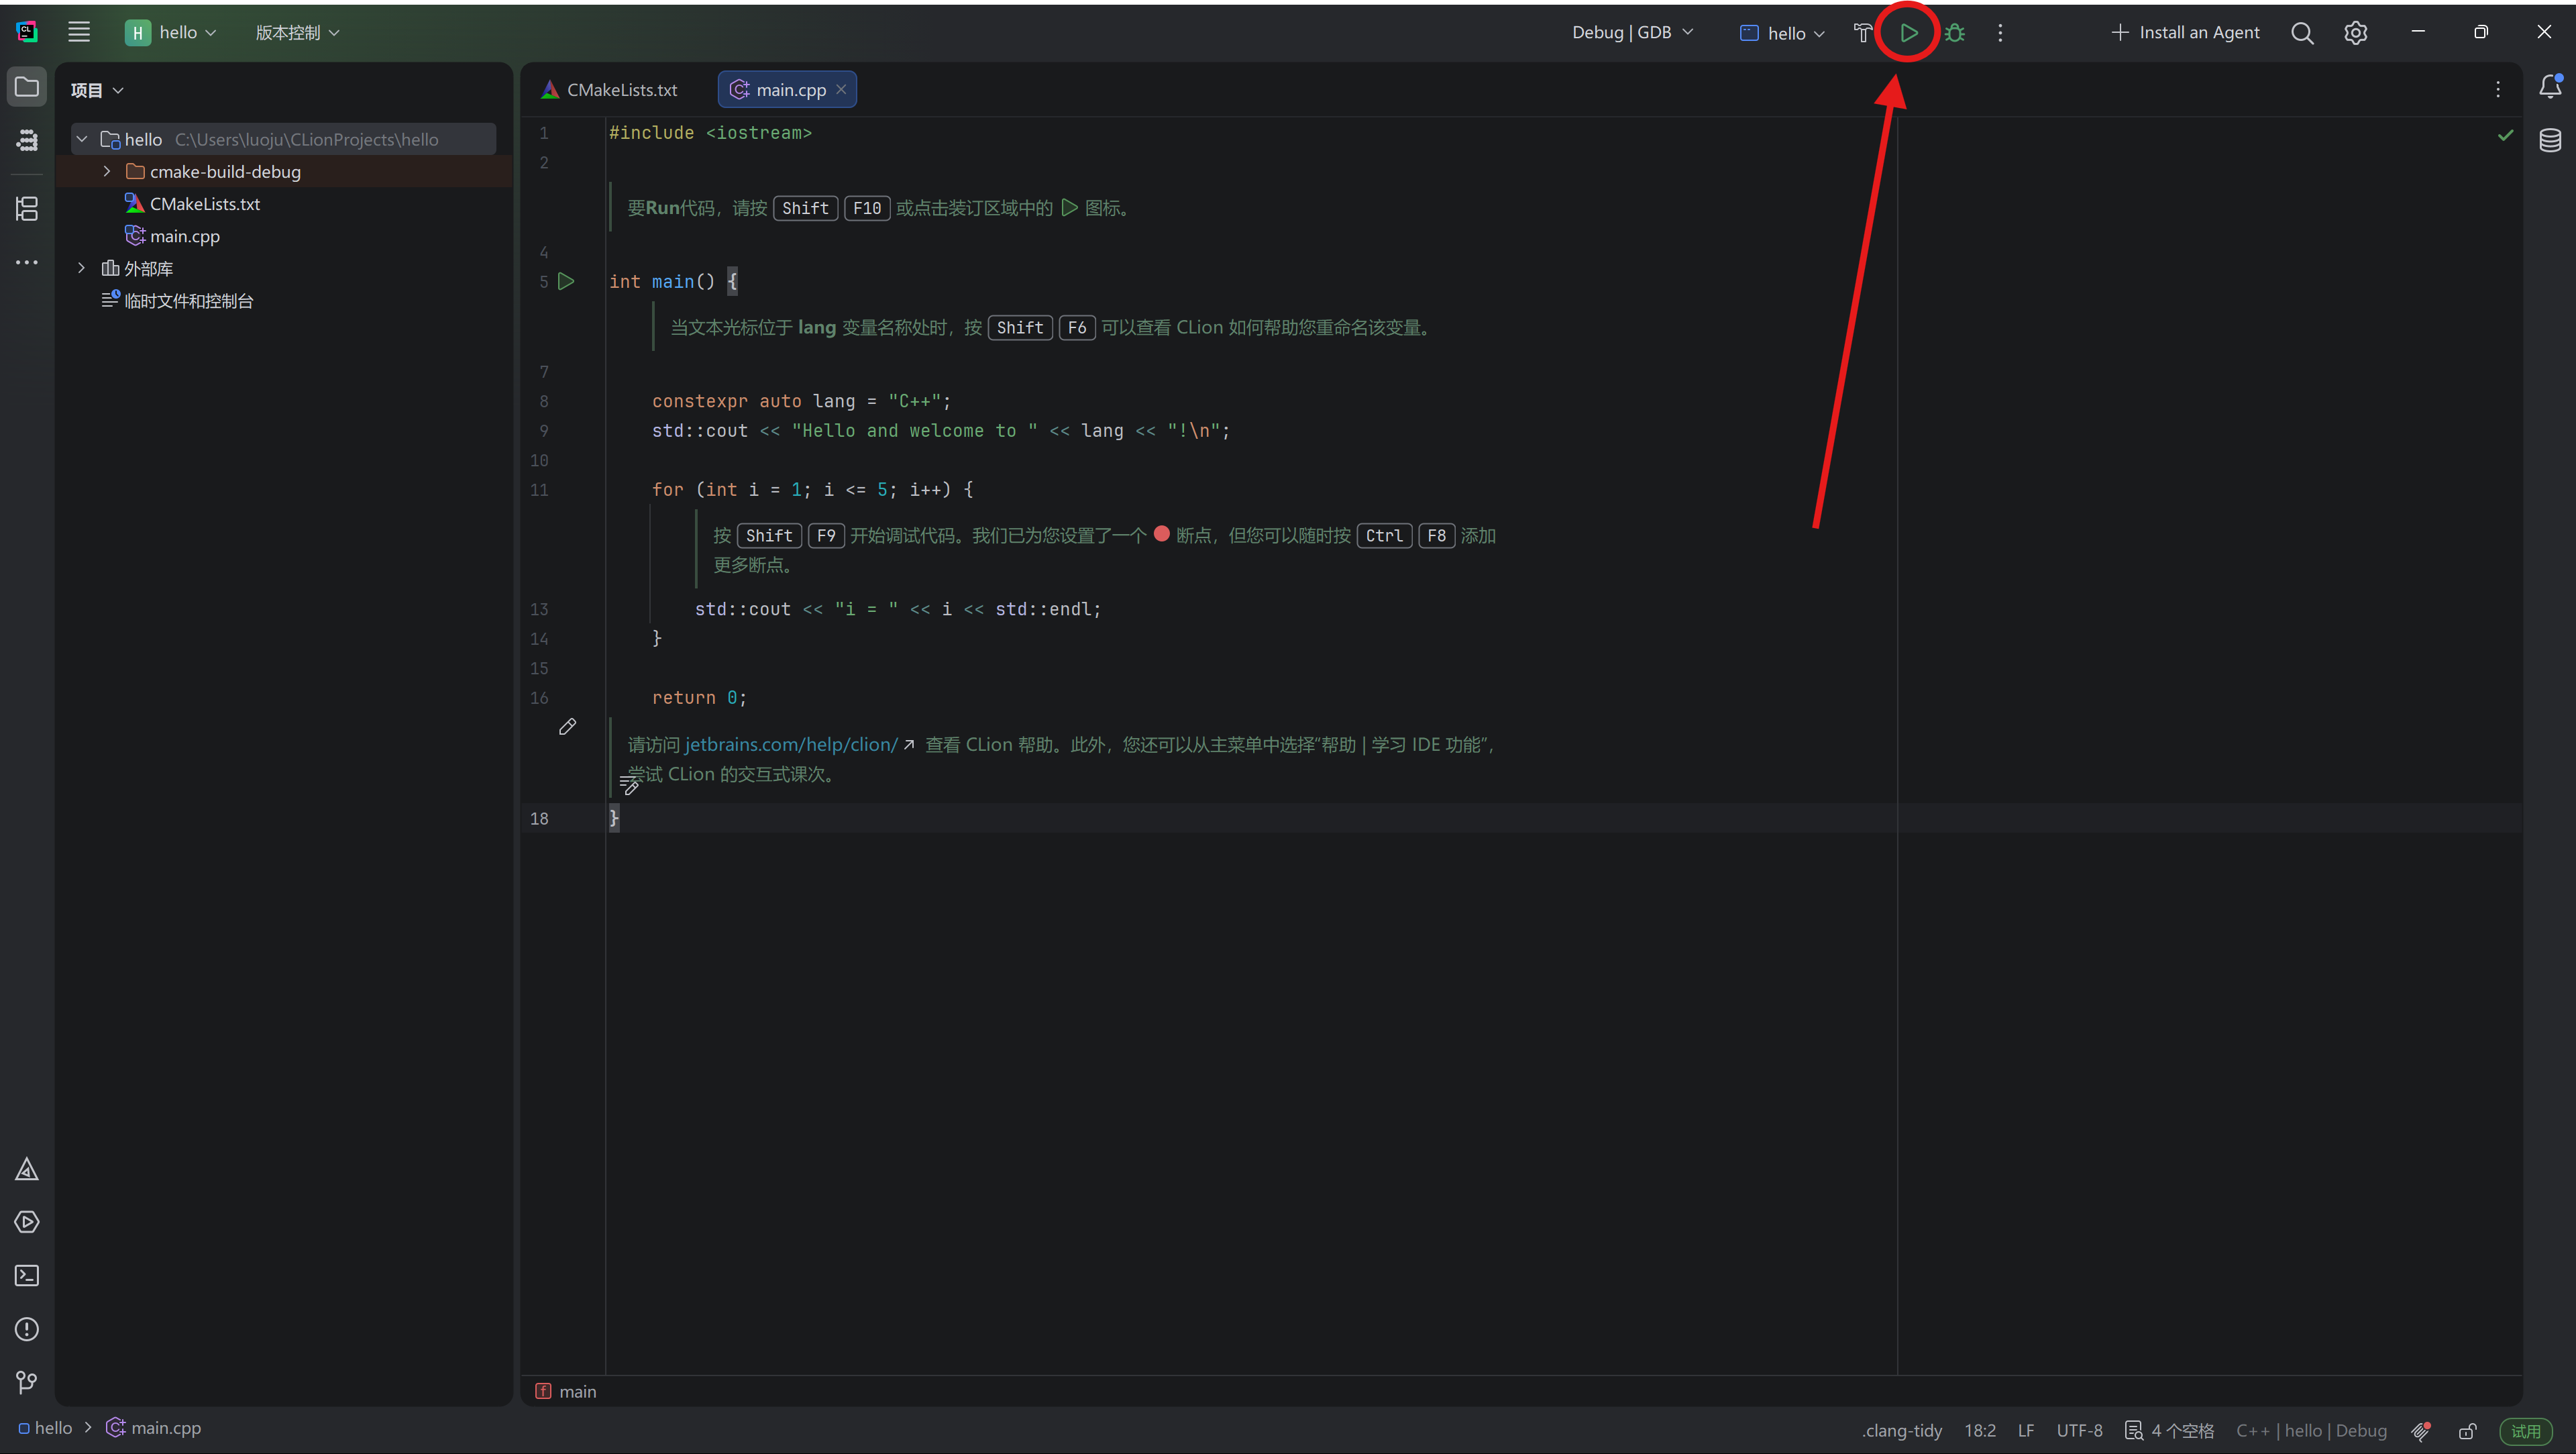 CL
H hello 版本控制 Debug | GDB hello Install an Agent
项目
hello C:\Users\luoju\CLionProjects\hello
cmake-build-debug
CMakeLists.txt
main.cpp
外部库
临时文件和控制台
CMakeLists.txt main.cpp
1 #include <iostream>
2
要Run代码，请按 Shift F10 或点击装订区域中的 图标。
4
5 int main() {
当文本光标位于 lang 变量名称处时，按 Shift F6 可以查看 CLion 如何帮助您重命名该变量。
7
8 constexpr auto lang = "C++";
9 std::cout << "Hello and welcome to " << lang << "!\n";
10
11 for (int i = 1; i <= 5; i++) {
按 Shift F9 开始调试代码。我们已为您设置了一个 断点，但您可以随时按 Ctrl F8 添加
更多断点。
13 std::cout << "i = " << i << std::endl;
14 }
15
16 return 0;
请访问 jetbrains.com/help/clion/ 查看 CLion 帮助。此外，您还可以从主菜单中选择“帮助 | 学习 IDE 功能”，
尝试 CLion 的交互式课次。
18 }
f main
hello > main.cpp .clang-tidy 18:2 LF UTF-8 4 个空格 C++ | hello | Debug 试用